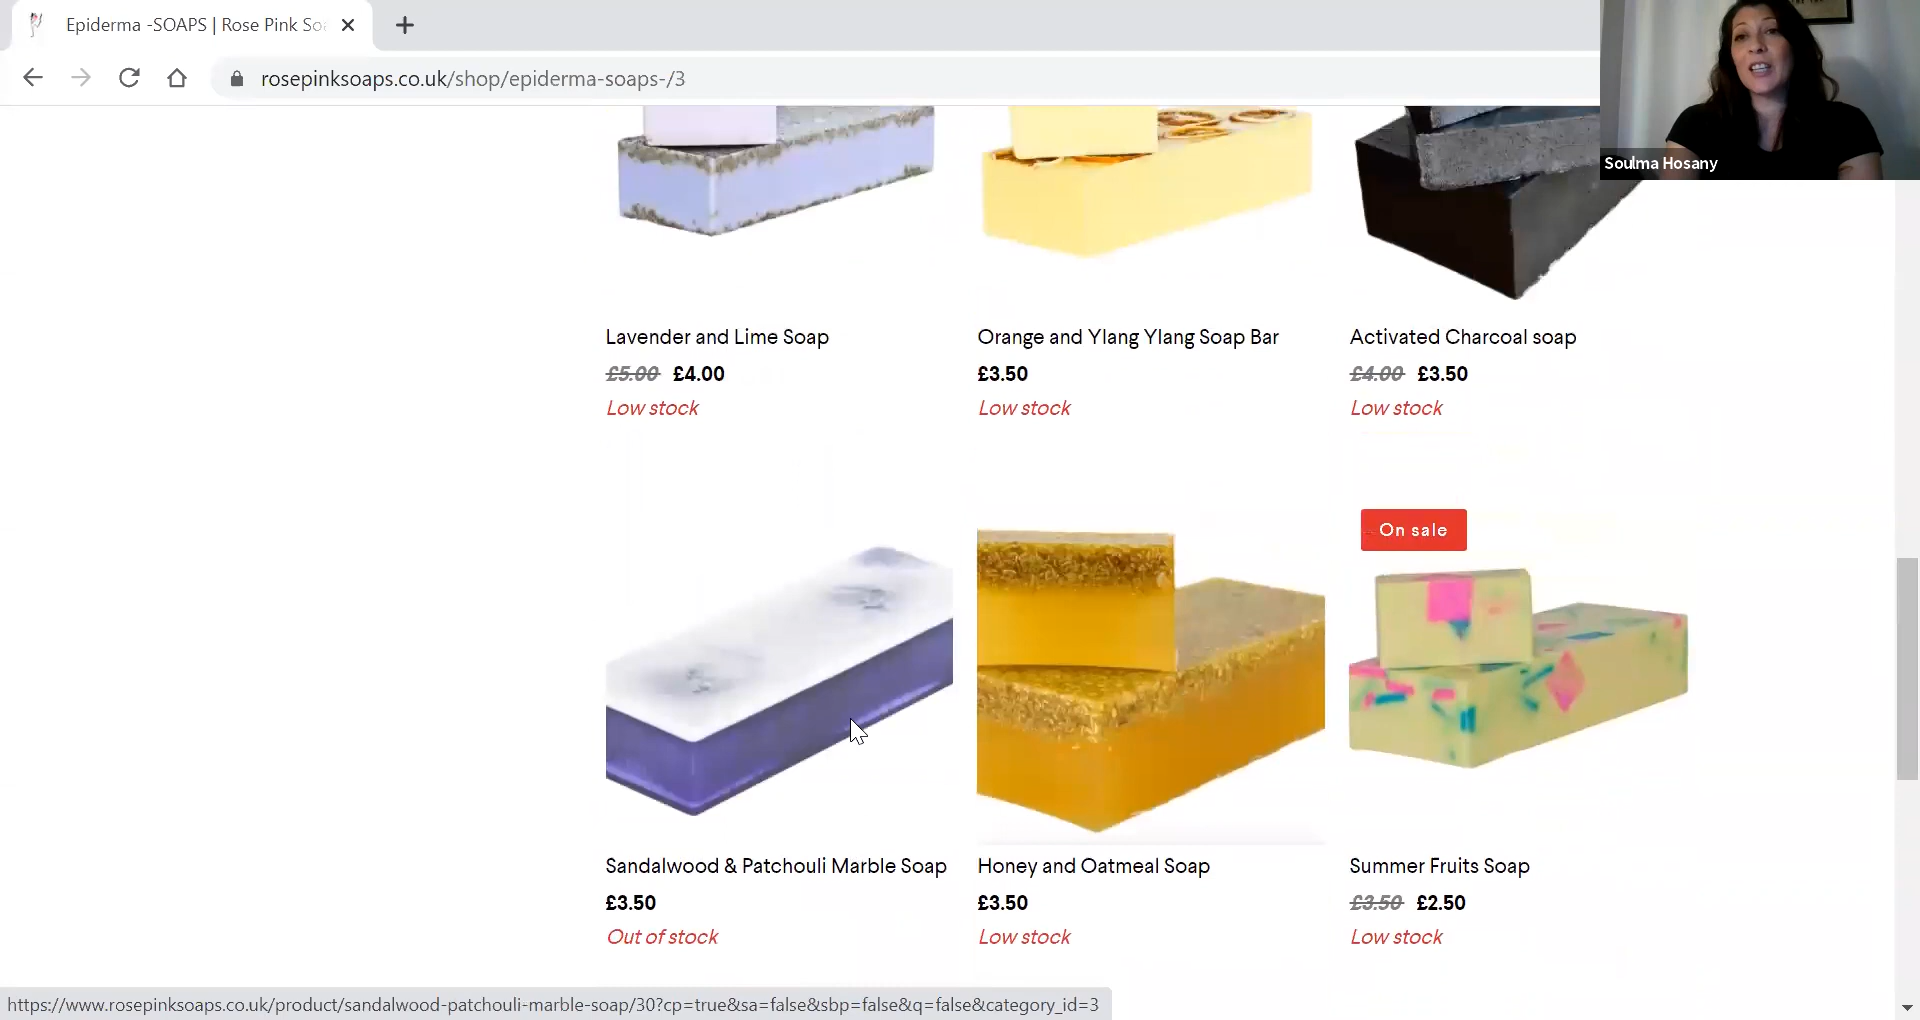 Epiderma -SOAPS | Rose Pink So
rosepinksoaps.co.uk/shop/epiderma-soaps-/3
Soulma Hosany
Lavender and Lime Soap
£5.00 £4.00
Low stock
Orange and Ylang Ylang Soap Bar
£3.50
Low stock
Activated Charcoal soap
£4.00 £3.50
Low stock
On sale
Sandalwood & Patchouli Marble Soap
£3.50
Out of stock
Honey and Oatmeal Soap
£3.50
Low stock
Summer Fruits Soap
£3.50 £2.50
Low stock
https://www.rosepinksoaps.co.uk/product/sandalwood-patchouli-marble-soap/30?cp=true&sa=false&sbp=false&q=false&category_id=3